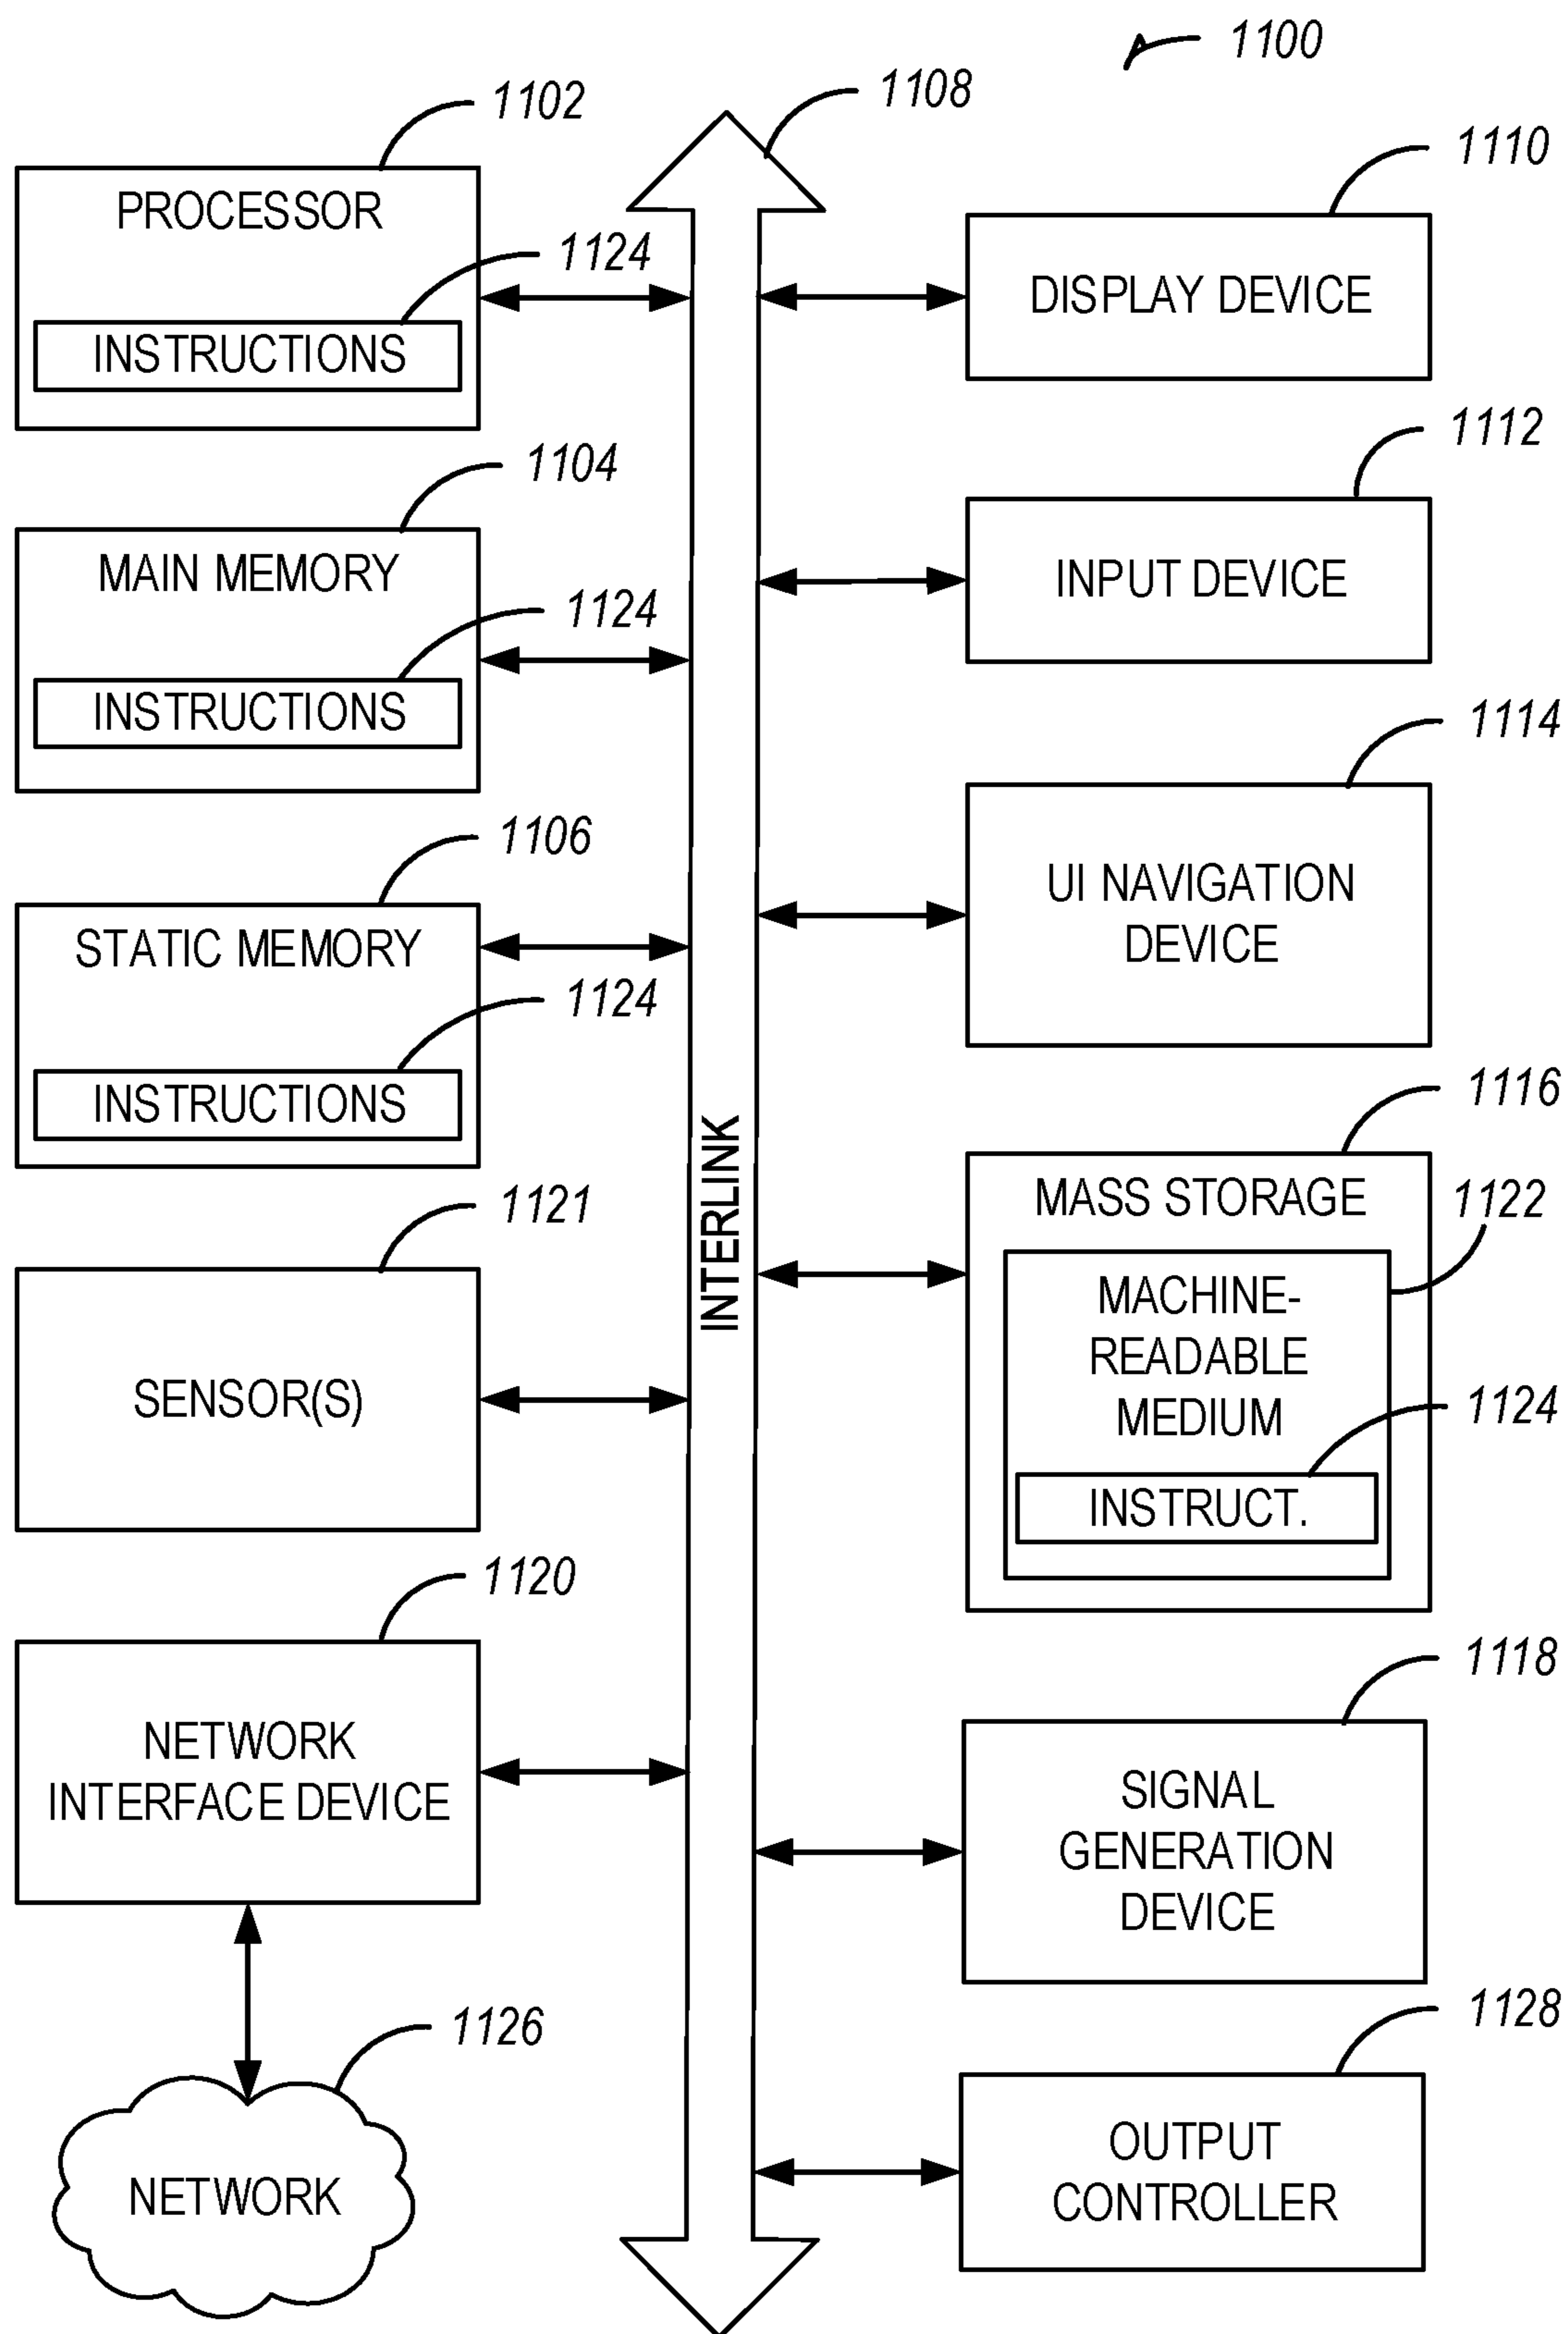 1100
1102
PROCESSOR
1124
INSTRUCTIONS
1104
MAIN MEMORY
1124
INSTRUCTIONS
1106
STATIC MEMORY
1124
INSTRUCTIONS
1121
SENSOR(S)
1120
NETWORK
INTERFACE DEVICE
1126
NETWORK
1108
INTERLINK
1110
DISPLAY DEVICE
1112
INPUT DEVICE
1114
UI NAVIGATION
DEVICE
1116
MASS STORAGE
1122
MACHINE-
READABLE
MEDIUM
1124
INSTRUCT.
1118
SIGNAL
GENERATION
DEVICE
1128
OUTPUT
CONTROLLER